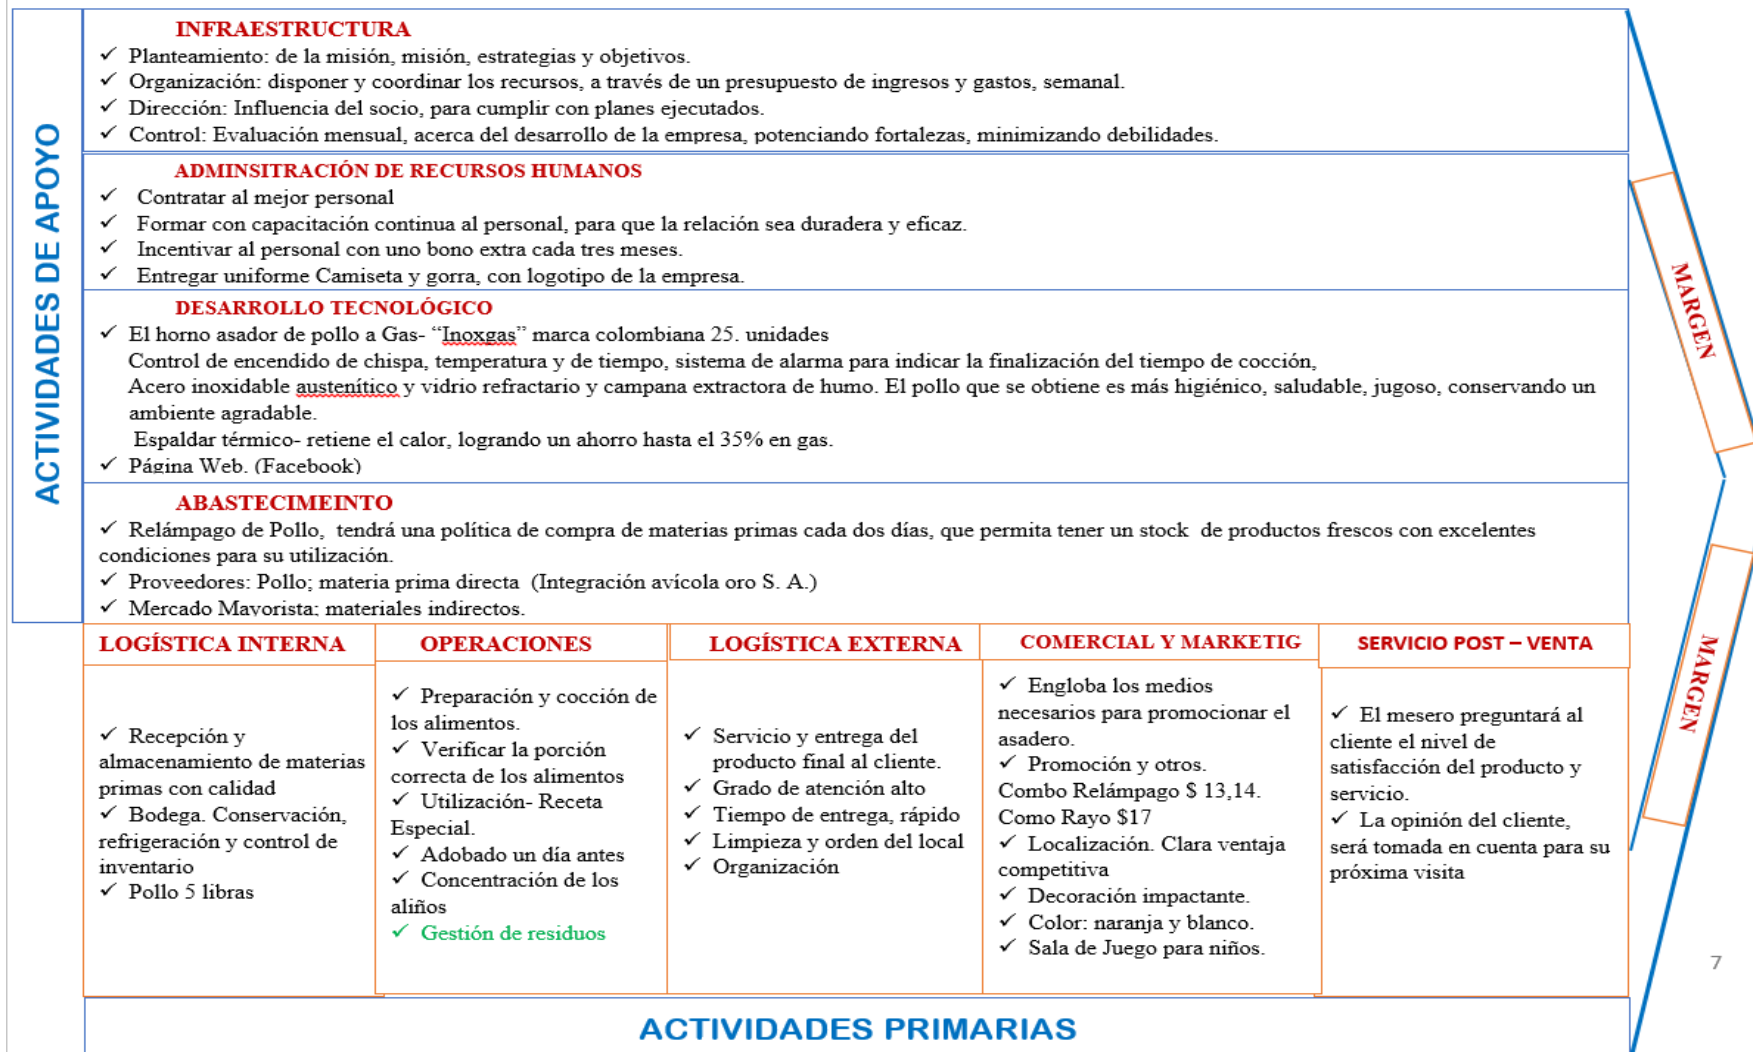 ACTIVIDADES DE APOYO
INFRAESTRUCTURA
✓ Planteamiento: de la misión, misión, estrategias y objetivos.
✓ Organización: disponer y coordinar los recursos, a través de un presupuesto de ingresos y gastos, semanal.
✓ Dirección: Influencia del socio, para cumplir con planes ejecutados.
✓ Control: Evaluación mensual, acerca del desarrollo de la empresa, potenciando fortalezas, minimizando debilidades.
ADMINSITRACIÓN DE RECURSOS HUMANOS
✓ Contratar al mejor personal
✓ Formar con capacitación continua al personal, para que la relación sea duradera y eficaz.
✓ Incentivar al personal con uno bono extra cada tres meses.
✓ Entregar uniforme Camiseta y gorra, con logotipo de la empresa.
DESARROLLO TECNOLÓGICO
✓ El horno asador de pollo a Gas- “Inoxgas” marca colombiana 25. unidades
Control de encendido de chispa, temperatura y de tiempo, sistema de alarma para indicar la finalización del tiempo de cocción,
Acero inoxidable austenítico y vidrio refractario y campana extractora de humo. El pollo que se obtiene es más higiénico, saludable, jugoso, conservando un
ambiente agradable.
Espaldar térmico- retiene el calor, logrando un ahorro hasta el 35% en gas.
✓ Página Web. (Facebook)
ABASTECIMEINTO
✓ Relámpago de Pollo, tendrá una política de compra de materias primas cada dos días, que permita tener un stock de productos frescos con excelentes
condiciones para su utilización.
✓ Proveedores: Pollo; materia prima directa (Integración avícola oro S. A.)
✓ Mercado Mayorista; materiales indirectos.
MARGEN
MARGEN
LOGÍSTICA INTERNA
✓ Recepción y
almacenamiento de materias
primas con calidad
✓ Bodega. Conservación,
refrigeración y control de
inventario
✓ Pollo 5 libras
OPERACIONES
✓ Preparación y cocción de
los alimentos.
✓ Verificar la porción
correcta de los alimentos
✓ Utilización- Receta
Especial.
✓ Adobado un día antes
✓ Concentración de los
aliños
✓ Gestión de residuos
LOGÍSTICA EXTERNA
✓ Servicio y entrega del
producto final al cliente.
✓ Grado de atención alto
✓ Tiempo de entrega, rápido
✓ Limpieza y orden del local
✓ Organización
COMERCIAL Y MARKETIG
✓ Engloba los medios
necesarios para promocionar el
asadero.
✓ Promoción y otros.
Combo Relámpago $ 13,14.
Como Rayo $17
✓ Localización. Clara ventaja
competitiva
✓ Decoración impactante.
✓ Color: naranja y blanco.
✓ Sala de Juego para niños.
SERVICIO POST – VENTA
✓ El mesero preguntará al
cliente el nivel de
satisfacción del producto y
servicio.
✓ La opinión del cliente,
será tomada en cuenta para su
próxima visita
7
ACTIVIDADES PRIMARIAS